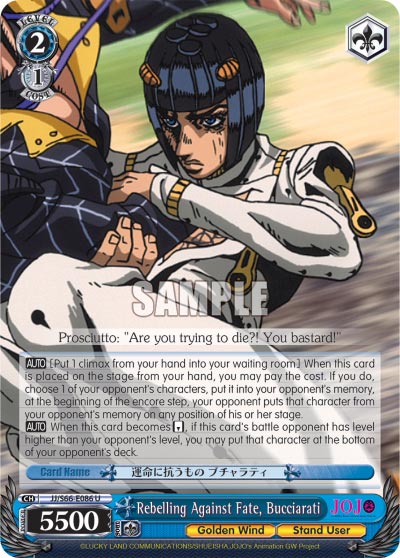 LEVEL
2
1
COST
SAMPLE
Prosciutto: "Are you trying to die?! You bastard!"
AUTO [Put 1 climax from your hand into your waiting room] When this card
is placed on the stage from your hand, you may pay the cost. If you do,
choose 1 of your opponent's characters, put it into your opponent's memory,
at the beginning of the encore step, your opponent puts that character from
your opponent's memory on any position of his or her stage.
AUTO When this card becomes [ ], if this card's battle opponent has level
higher than your opponent's level, you may put that character into your
opponent's clock.
Card Name
運命に抗うもの ブチャラティ
CH JJ/S66-E086 U
5500
Rebelling Against Fate, Bucciarati
JOJO
Golden Wind
Stand User
©LUCKY LAND COMMUNICATIONS/SHUEISHA,JOJO's Animation GW Project